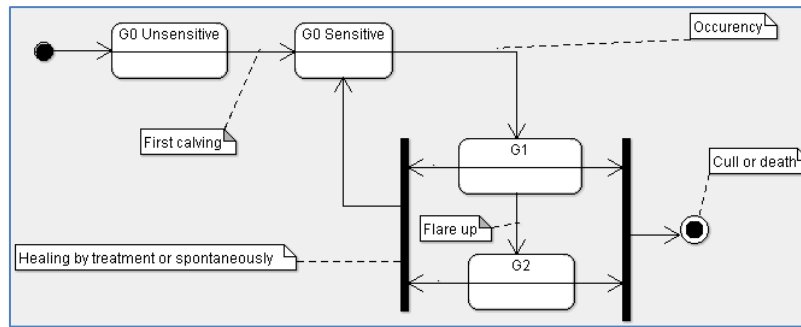 G0 Unsensitive
G0 Sensitive
Occurency
First calving
G1
Cull or death
Flare up
Healing by treatment or spontaneously
G2